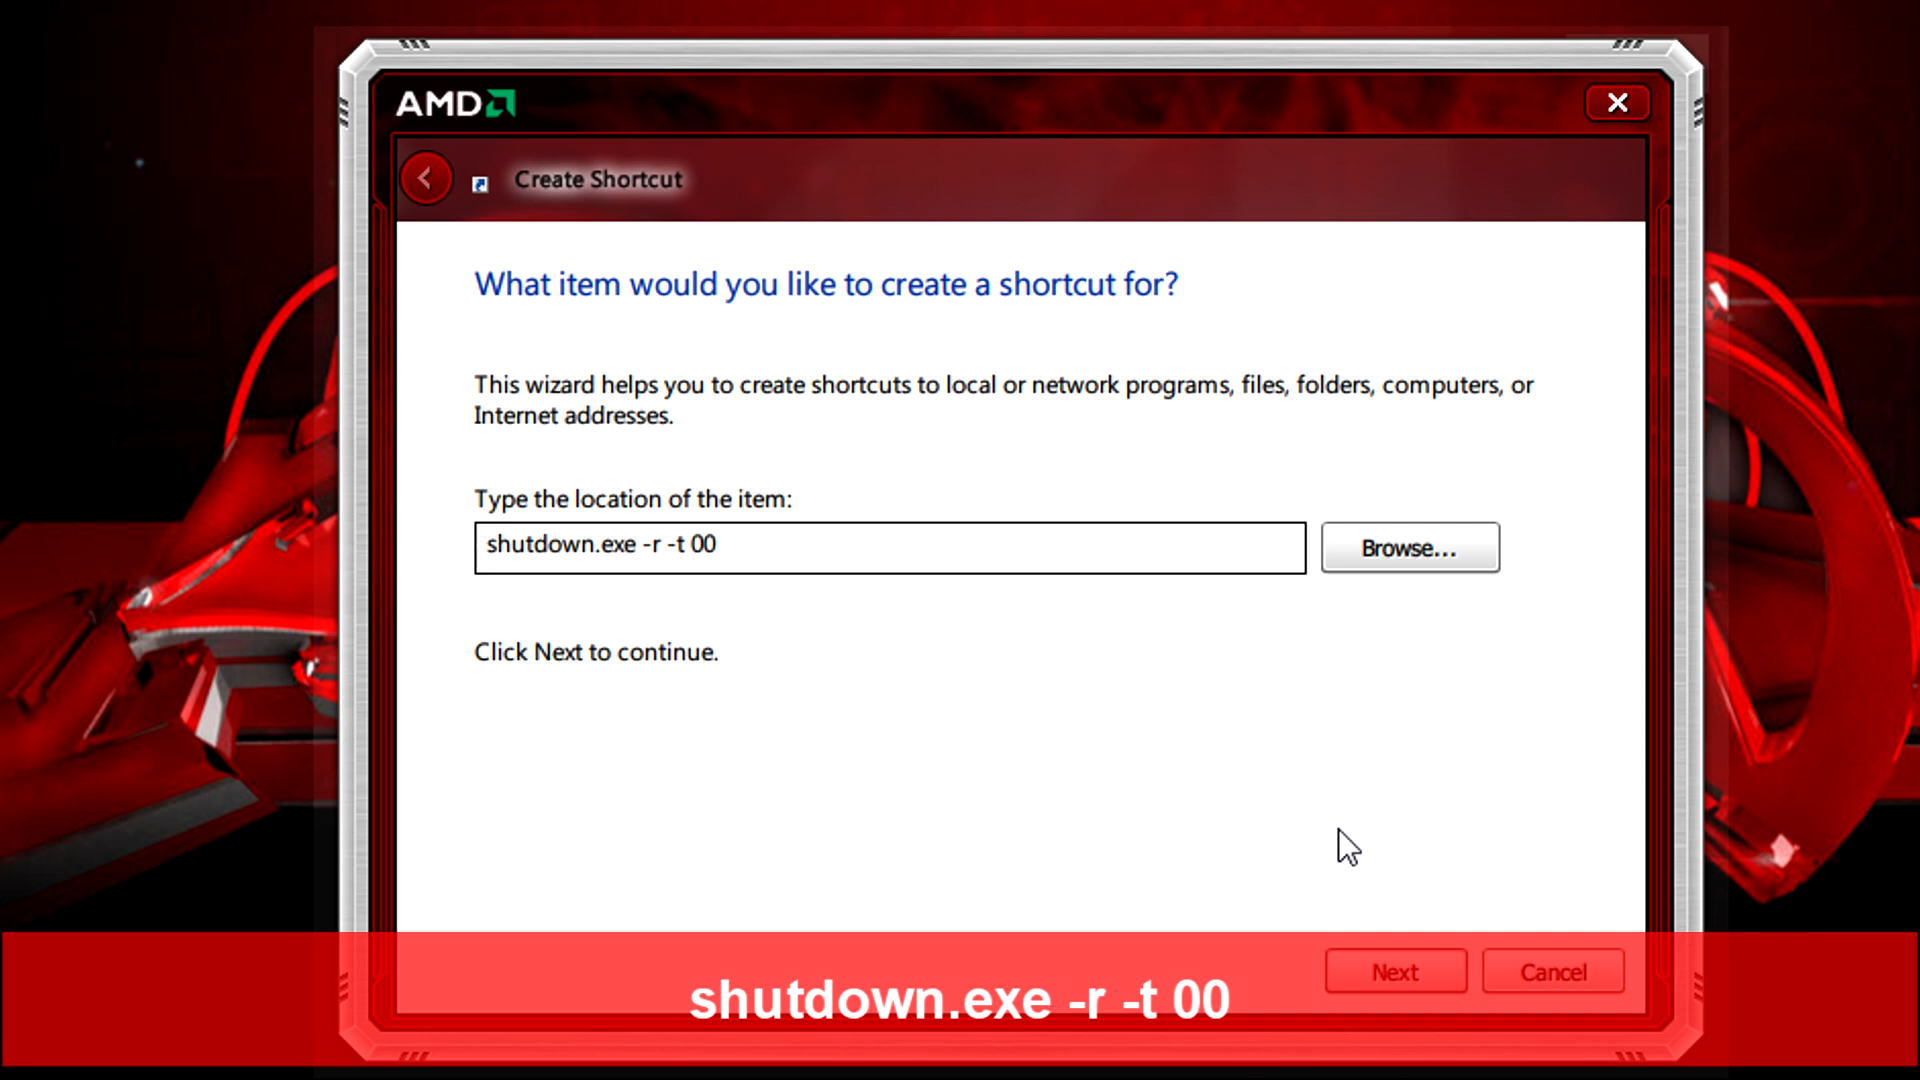 AMD
Create Shortcut
What item would you like to create a shortcut for?
This wizard helps you to create shortcuts to local or network programs, files, folders, computers, or
Internet addresses.
Type the location of the item:
shutdown.exe -r -t 00
Browse...
Click Next to continue.
Next
Cancel
shutdown.exe -r -t 00